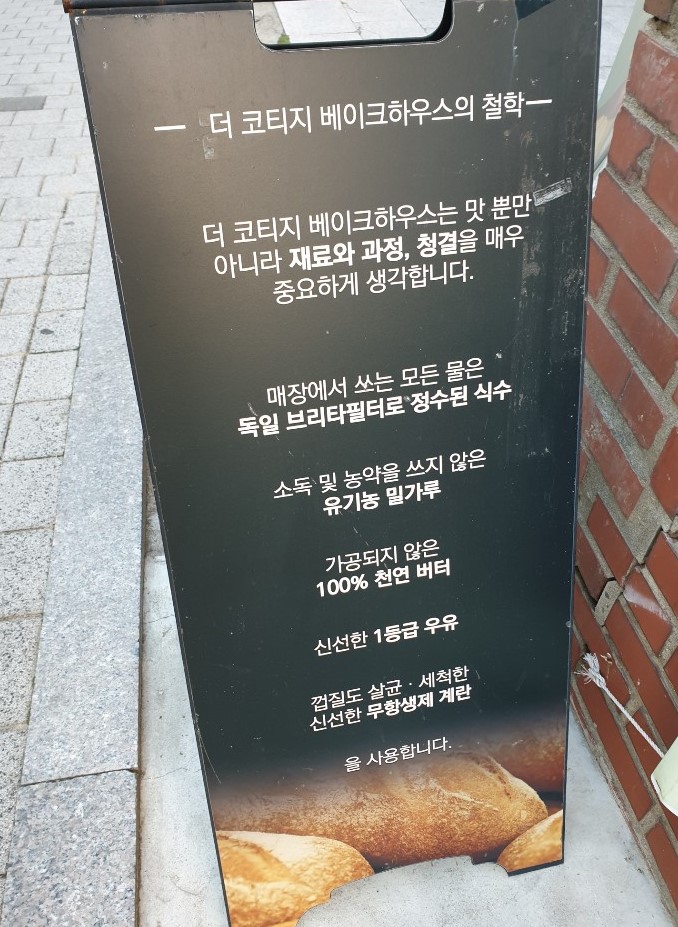 더 코티지 베이크하우스의 철학
더 코티지 베이크하우스는 맛 뿐만
아니라 재료와 과정, 청결을 매우
중요하게 생각합니다.
매장에서 쓰는 모든 물은
독일 브리타필터로 정수된 식수
소독 및 농약을 쓰지 않은
유기농 밀가루
가공되지 않은
100% 천연 버터
신선한 1등급 우유
껍질도 살균 · 세척한
신선한 무항생제 계란
을 사용합니다.